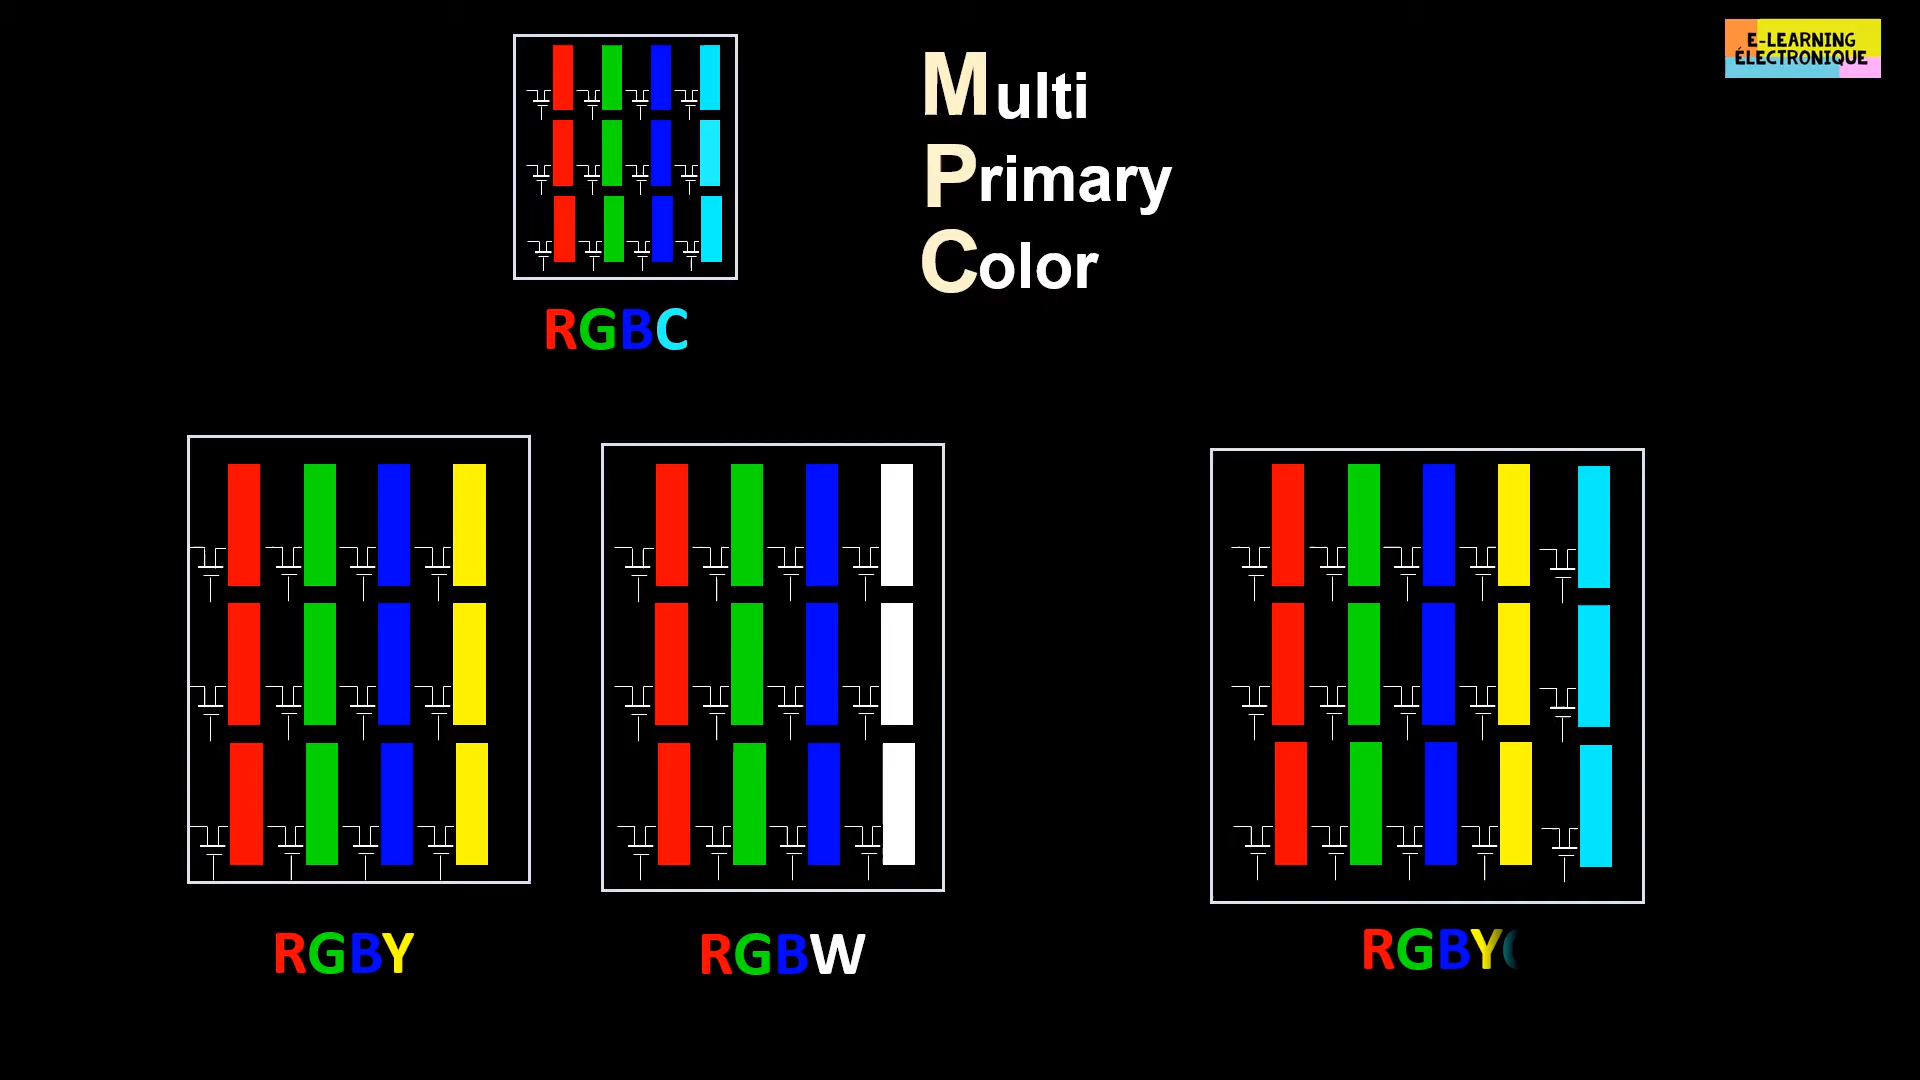 E-LEARNING
ÉLECTRONIQUE
Multi
Primary
Color
RGBC
RGBY
RGBW
RGBY